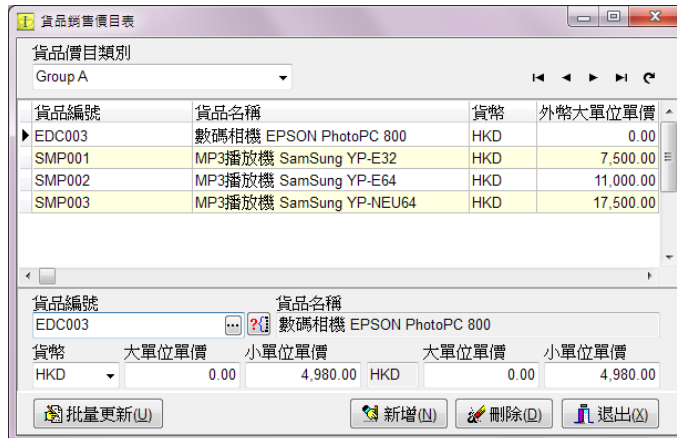 貨品銷售價目表
貨品價目類別
Group A
貨品編號 貨品名稱 貨幣 外幣大單位單價
EDC003 數碼相機 EPSON PhotoPC 800 HKD 0.00
SMP001 MP3播放機 SamSung YP-E32 HKD 7,500.00
SMP002 MP3播放機 SamSung YP-E64 HKD 11,000.00
SMP003 MP3播放機 SamSung YP-NEU64 HKD 17,500.00
貨品編號 貨品名稱
EDC003 ... ?{} 數碼相機 EPSON PhotoPC 800
貨幣 大單位單價 小單位單價 大單位單價 小單位單價
HKD 0.00 4,980.00 HKD 0.00 4,980.00
批量更新(U) 新增(N) 刪除(D) 退出(X)